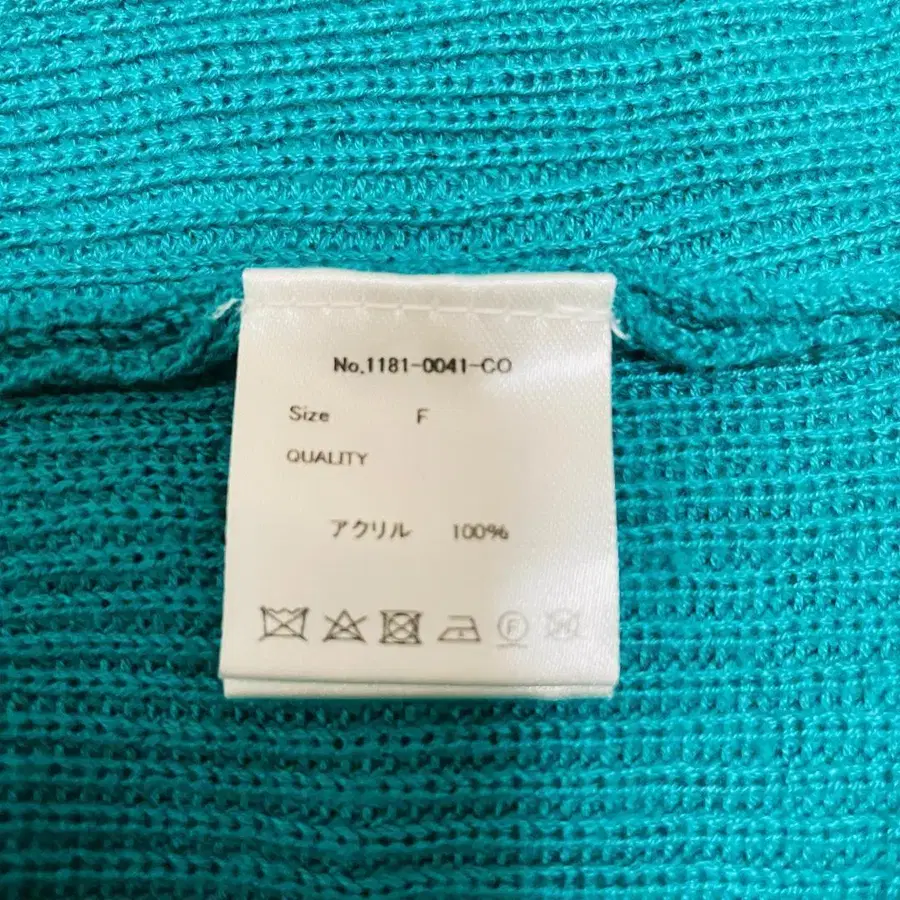 No.1181-0041-CO
Size F
QUALITY
アクリル 100%
F